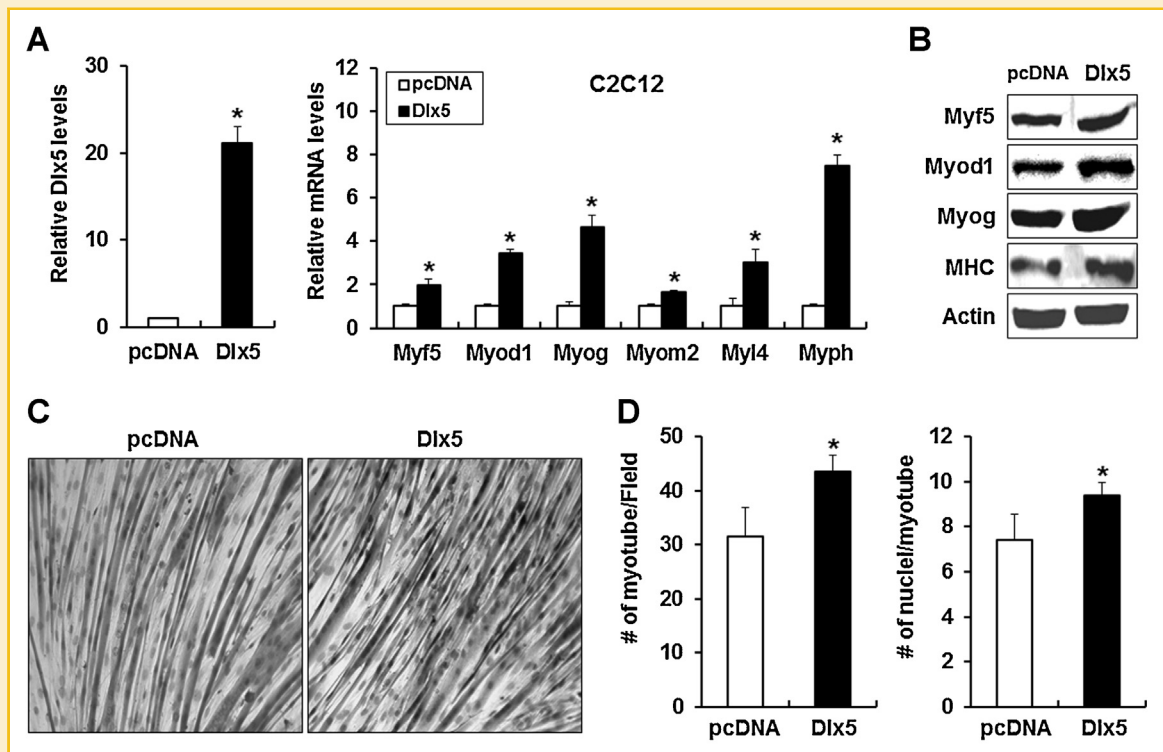 A
Relative Dlx5 levels
30
20
10
0
*
pcDNA
Dlx5
Relative mRNA levels
12
10
8
6
4
2
0
pcDNA
Dlx5
C2C12
*
*
*
*
*
*
Myf5
Myod1
Myog
Myom2
Myl4
Myph
B
pcDNA
Dlx5
Myf5
Myod1
Myog
MHC
Actin
C
pcDNA
Dlx5
D
# of myotube/Field
50
40
30
20
10
0
*
pcDNA
Dlx5
# of nuclei/myotube
12
10
8
6
4
2
0
*
pcDNA
Dlx5